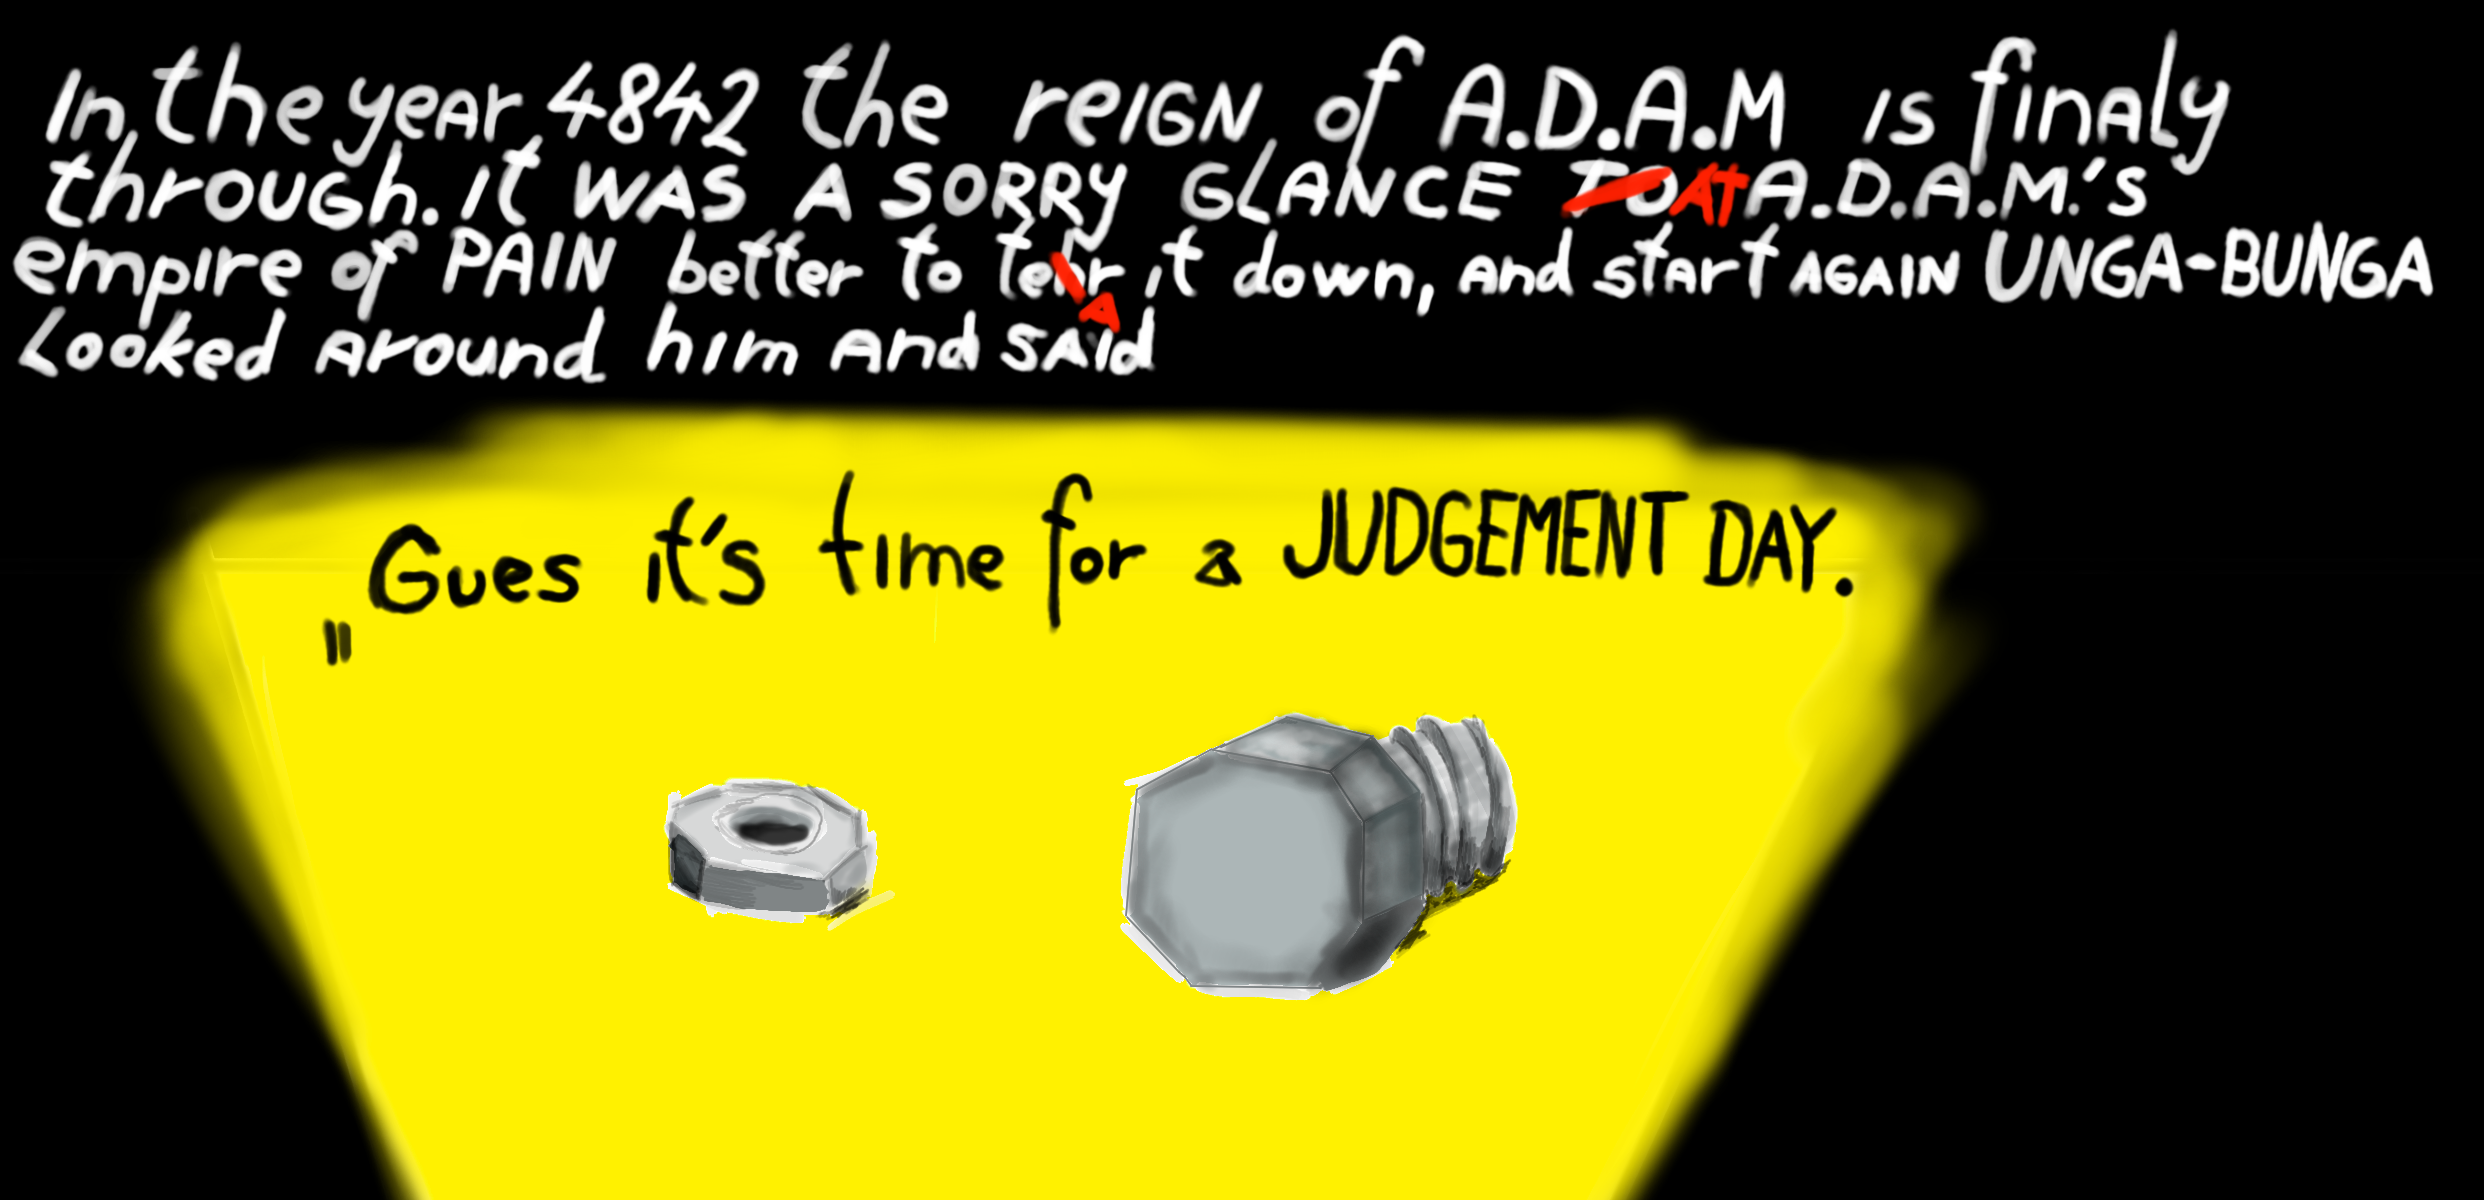 In the year 4842 the reIGN of A.D.A.M is finaly
through. It WAS A SORRY GLANCE TO AT A.D.A.M.'s
empire of PAIN better to tear it down, and start AGAIN UNGA-BUNGA
Looked around him and said
„Gues it's time for a JUDGEMENT DAY.